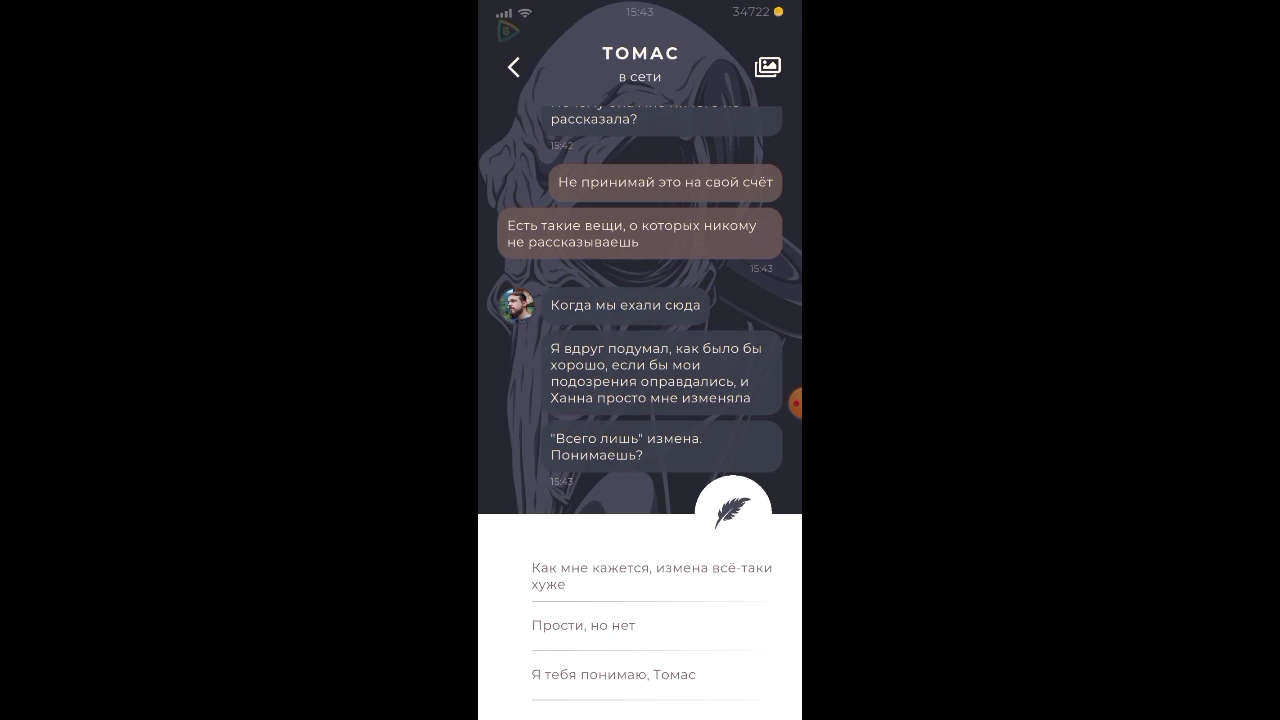 15:43
34722
ТОМАС
в сети
рассказала?
15:42
Не принимай это на свой счёт
Есть такие вещи, о которых никому
не рассказываешь
15:43
Когда мы ехали сюда
Я вдруг подумал, как было бы
хорошо, если бы мои
подозрения оправдались, и
Ханна просто мне изменяла
"Всего лишь" измена.
Понимаешь?
15:43
Как мне кажется, измена всё-таки
хуже
Прости, но нет
Я тебя понимаю, Томас